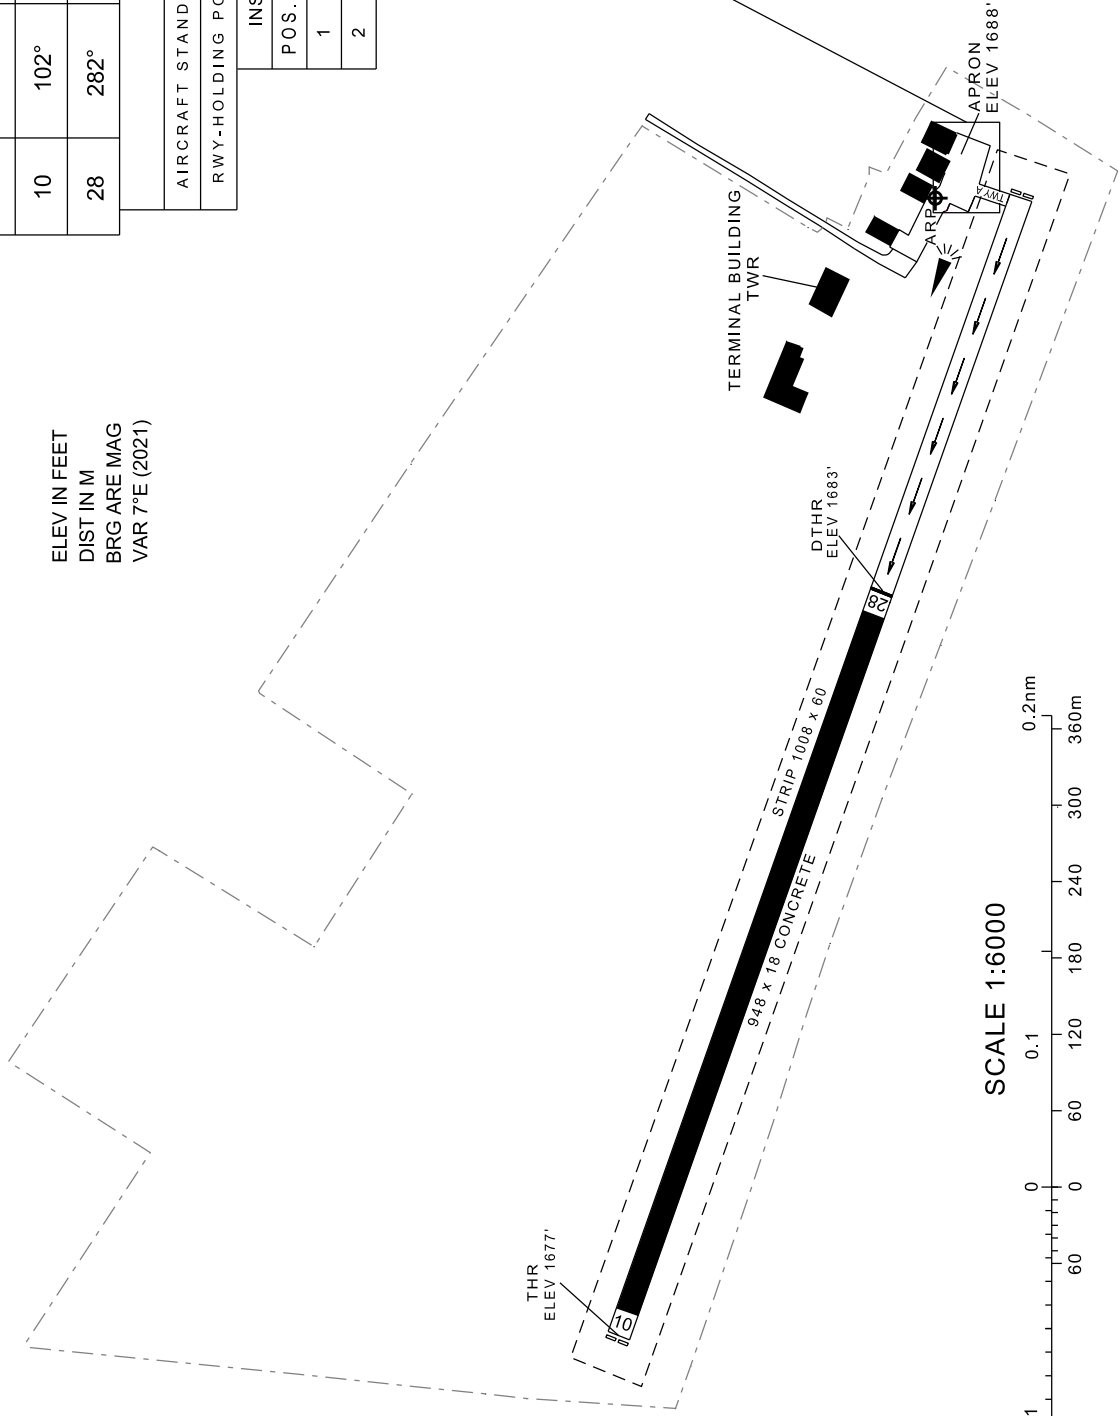 10
102°
28
282°
AIRCRAFT STAND
RWY-HOLDING PO
INS
POS.
1
2
ELEV IN FEET
DIST IN M
BRG ARE MAG
VAR 7°E (2021)
APRON
ELEV 1688'
TWY A
ARP
TERMINAL BUILDING
TWR
DTHR
ELEV 1683'
28
STRIP 1008 x 60
948 x 18 CONCRETE
THR
ELEV 1677'
10
SCALE 1:6000
1
0
0.1
0.2nm
60
0
60
120
180
240
300
360m